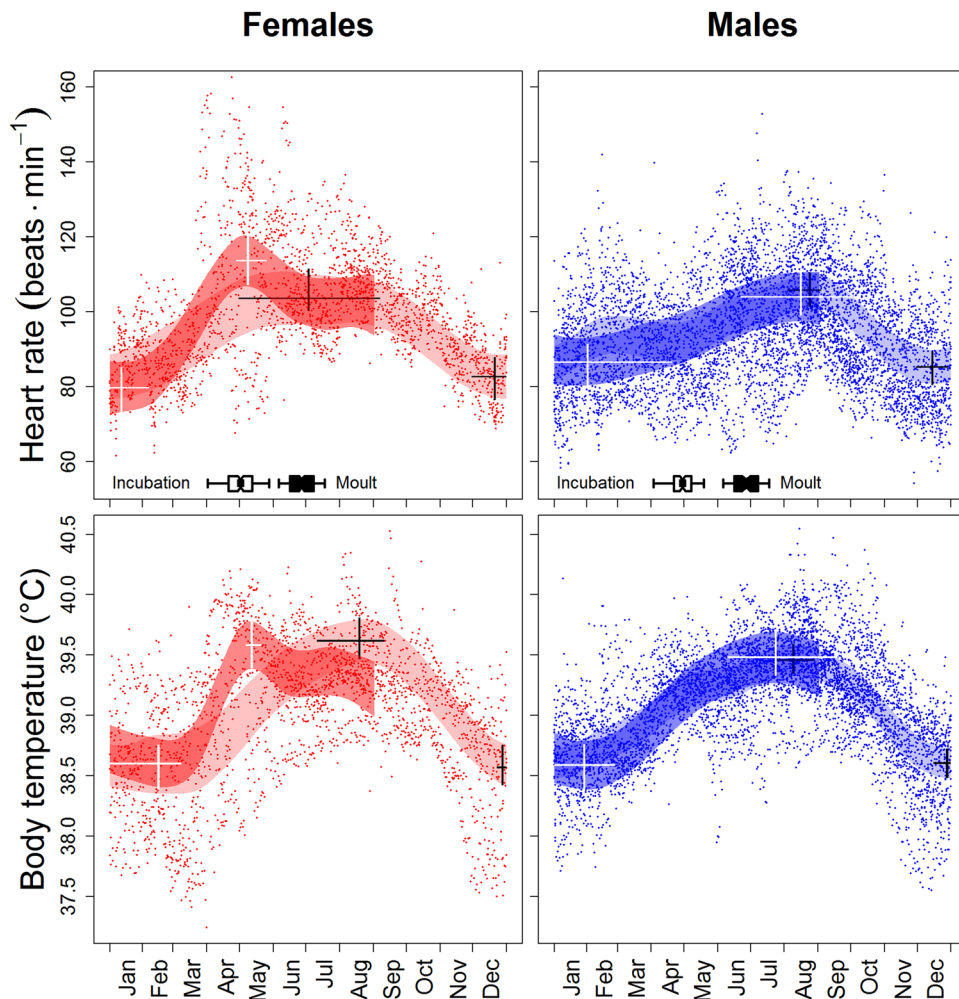 Females
Males
Heart rate (beats · min⁻¹)
160
140
120
100
80
60
Incubation
Moult
Incubation
Moult
Body temperature (°C)
40.5
40.0
39.5
39.0
38.5
38.0
37.5
Jan
Feb
Mar
Apr
May
Jun
Jul
Aug
Sep
Oct
Nov
Dec
Jan
Feb
Mar
Apr
May
Jun
Jul
Aug
Sep
Oct
Nov
Dec